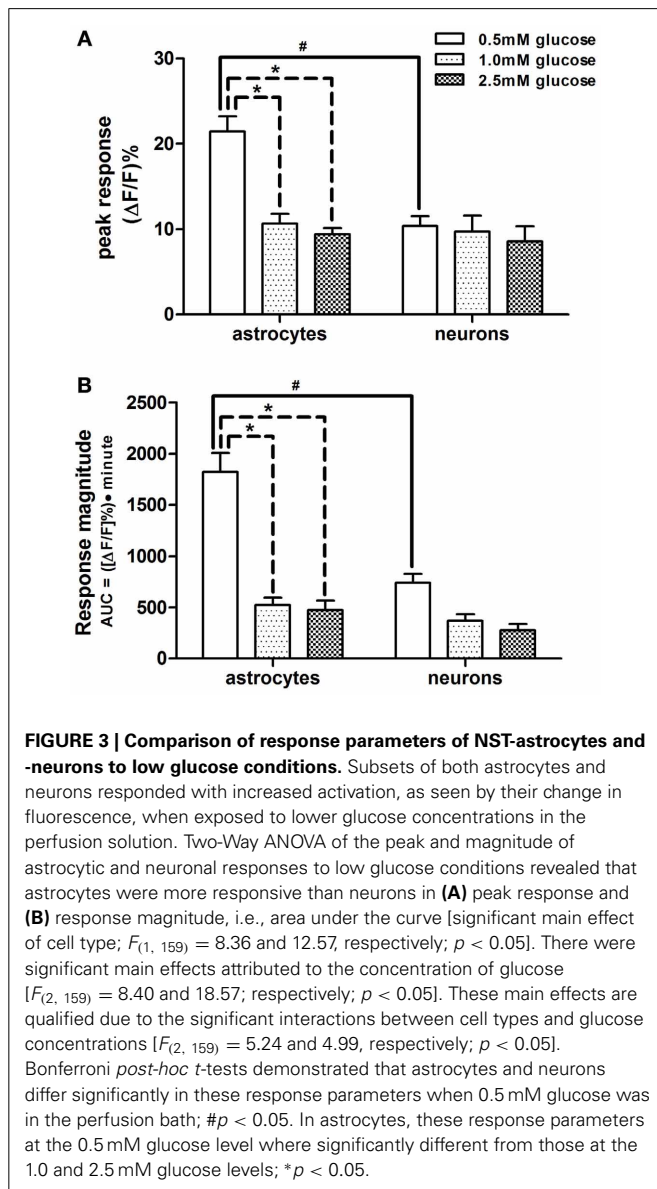 A
#
*
*
0.5mM glucose
1.0mM glucose
2.5mM glucose
peak response
(ΔF/F)%
30
20
10
0
astrocytes
neurons
B
#
*
*
Response magnitude
AUC = ([ΔF/F]%)• minute
2500
2000
1500
1000
500
0
astrocytes
neurons
FIGURE 3 | Comparison of response parameters of NST-astrocytes and
-neurons to low glucose conditions. Subsets of both astrocytes and
neurons responded with increased activation, as seen by their change in
fluorescence, when exposed to lower glucose concentrations in the
perfusion solution. Two-Way ANOVA of the peak and magnitude of
astrocytic and neuronal responses to low glucose conditions revealed that
astrocytes were more responsive than neurons in (A) peak response and
(B) response magnitude, i.e., area under the curve [significant main effect
of cell type; F(1, 159) = 8.36 and 12.57, respectively; p < 0.05]. There were
significant main effects attributed to the concentration of glucose
[F(2, 159) = 8.40 and 18.57; respectively; p < 0.05]. These main effects are
qualified due to the significant interactions between cell types and glucose
concentrations [F(2, 159) = 5.24 and 4.99, respectively; p < 0.05].
Bonferroni post-hoc t-tests demonstrated that astrocytes and neurons
differ significantly in these response parameters when 0.5 mM glucose was
in the perfusion bath; #p < 0.05. In astrocytes, these response parameters
at the 0.5 mM glucose level where significantly different from those at the
1.0 and 2.5 mM glucose levels; *p < 0.05.